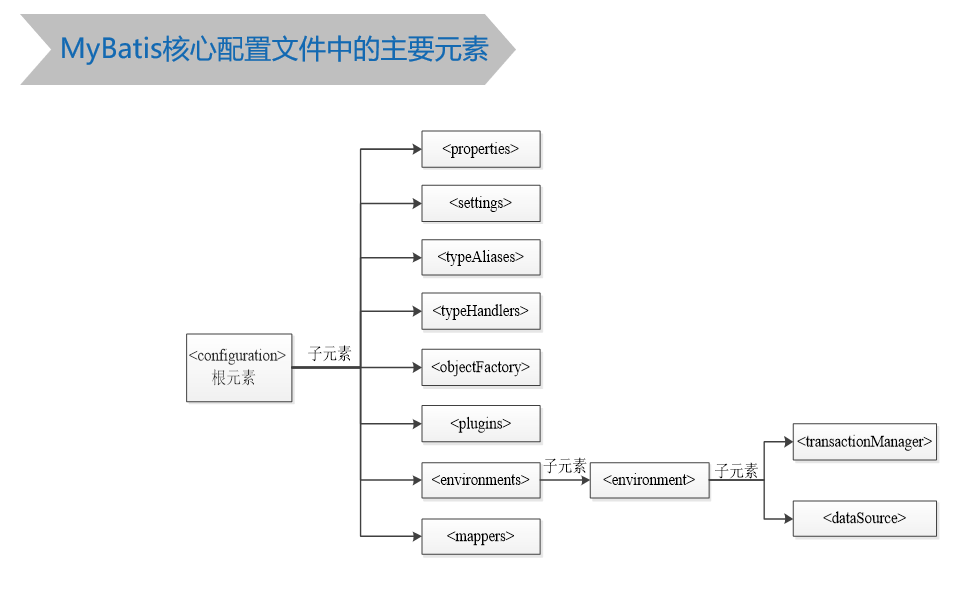 MyBatis核心配置文件中的主要元素
<properties>
<settings>
<typeAliases>
<typeHandlers>
<configuration>
根元素
子元素
<objectFactory>
<plugins>
<environments>
子元素
<environment>
子元素
<transactionManager>
<dataSource>
<mappers>